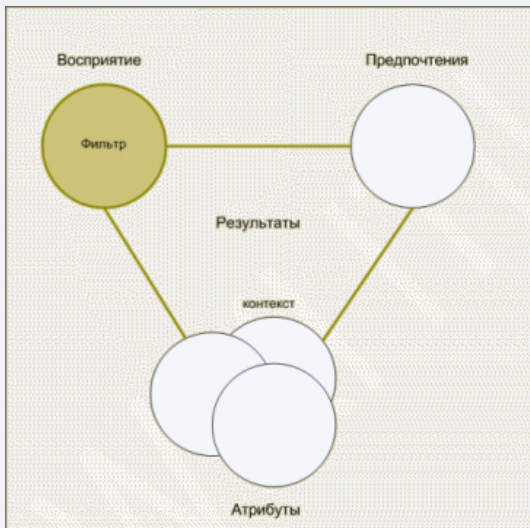 Восприятие
Предпочтения
Фильтр
Результаты
контекст
Атрибуты